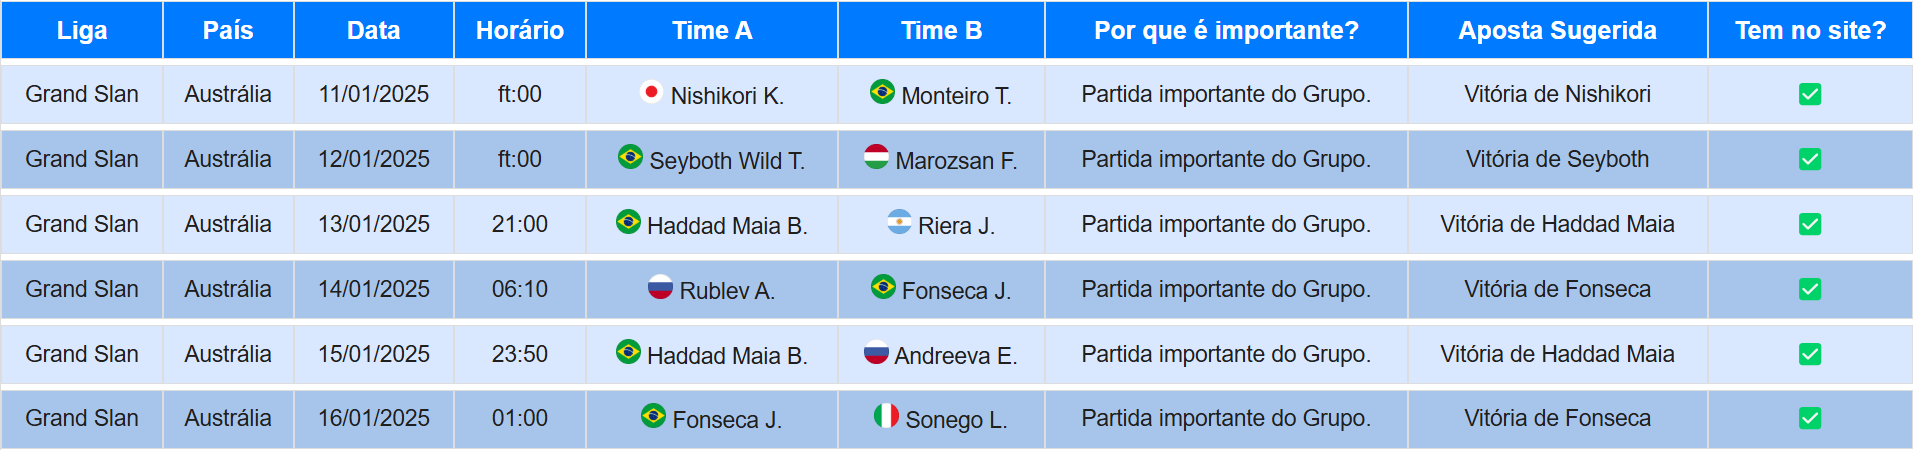 Liga País Data Horário Time A Time B Por que é importante? Aposta Sugerida Tem no site?
Grand Slan Austrália 11/01/2025 ft:00 Nishikori K. Monteiro T. Partida importante do Grupo. Vitória de Nishikori
Grand Slan Austrália 12/01/2025 ft:00 Seyboth Wild T. Marozsan F. Partida importante do Grupo. Vitória de Seyboth
Grand Slan Austrália 13/01/2025 21:00 Haddad Maia B. Riera J. Partida importante do Grupo. Vitória de Haddad Maia
Grand Slan Austrália 14/01/2025 06:10 Rublev A. Fonseca J. Partida importante do Grupo. Vitória de Fonseca
Grand Slan Austrália 15/01/2025 23:50 Haddad Maia B. Andreeva E. Partida importante do Grupo. Vitória de Haddad Maia
Grand Slan Austrália 16/01/2025 01:00 Fonseca J. Sonego L. Partida importante do Grupo. Vitória de Fonseca